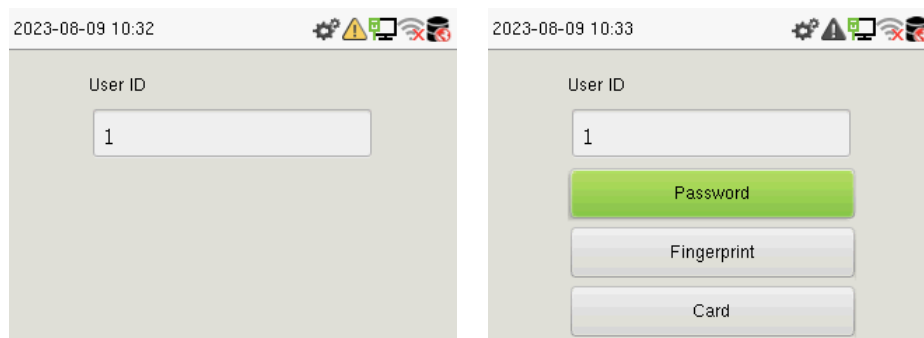 2023-08-09 10:32
User ID
1
2023-08-09 10:33
User ID
1
Password
Fingerprint
Card